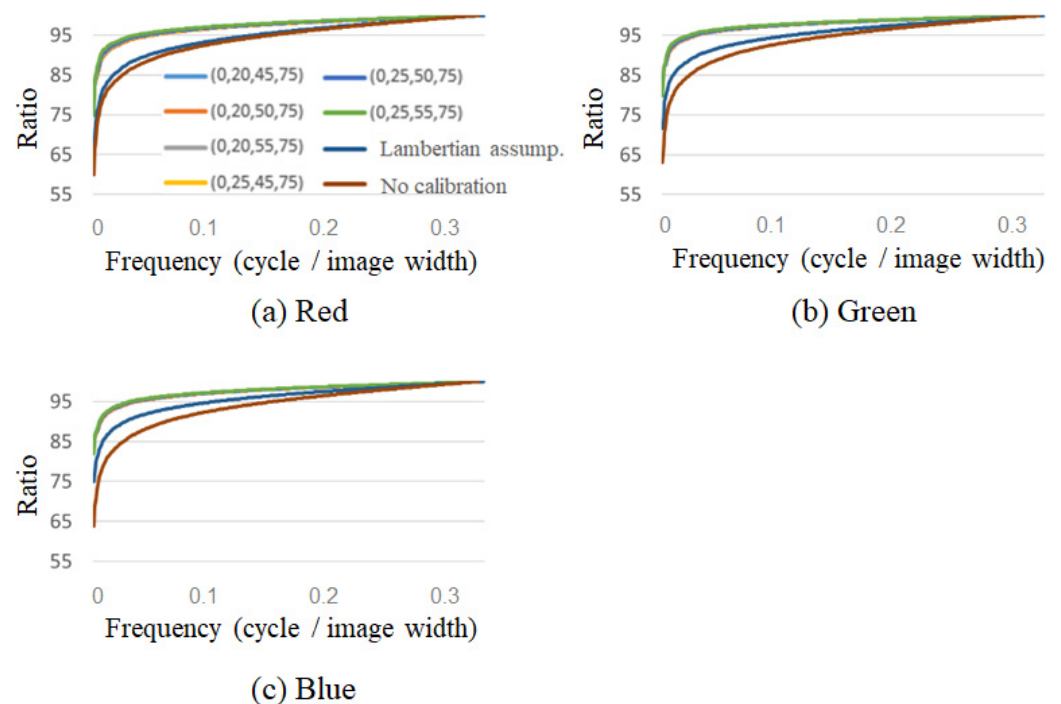 95
85
75
65
55
Ratio
(0,20,45,75)
(0,25,50,75)
(0,20,50,75)
(0,25,55,75)
(0,20,55,75)
Lambertian assump.
(0,25,45,75)
No calibration
0 0.1 0.2 0.3
Frequency (cycle / image width)
(a) Red
95
85
75
65
55
Ratio
0 0.1 0.2 0.3
Frequency (cycle / image width)
(b) Green
95
85
75
65
55
Ratio
0 0.1 0.2 0.3
Frequency (cycle / image width)
(c) Blue